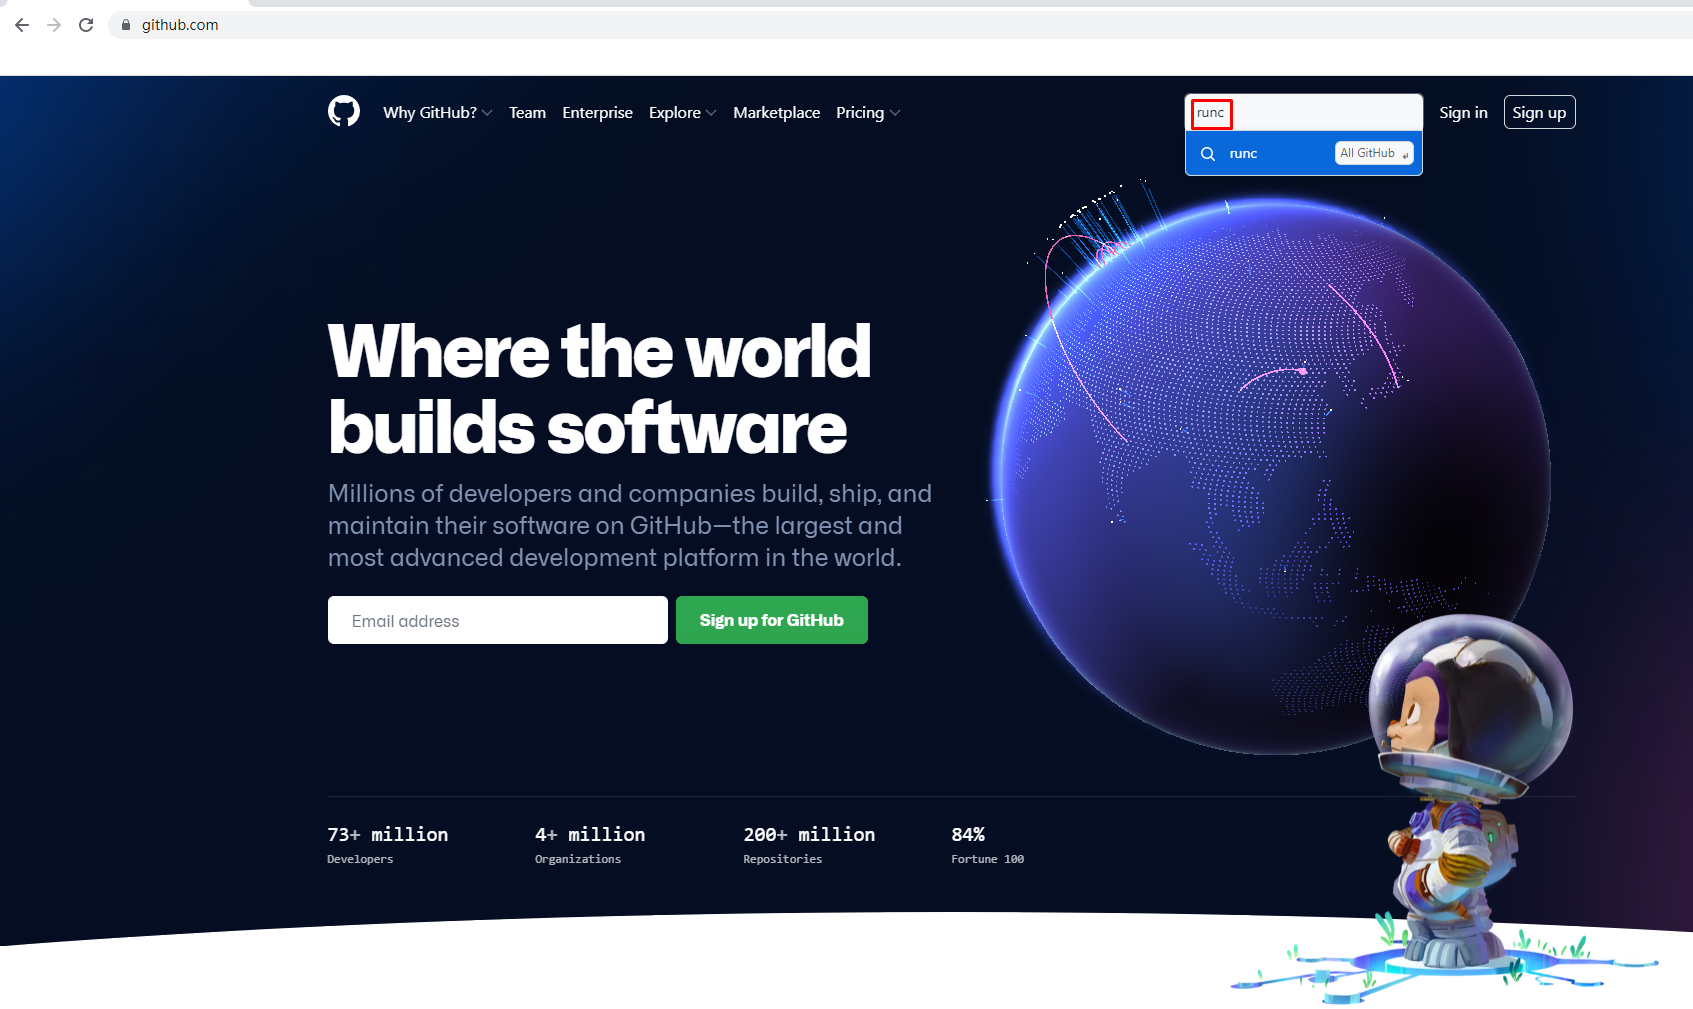 github.com
Why GitHub? Team Enterprise Explore Marketplace Pricing
runc
Sign in
Sign up
runc
All GitHub
Where the world
builds software
Millions of developers and companies build, ship, and
maintain their software on GitHub—the largest and
most advanced development platform in the world.
Email address
Sign up for GitHub
73+ million
Developers
4+ million
Organizations
200+ million
Repositories
84%
Fortune 100